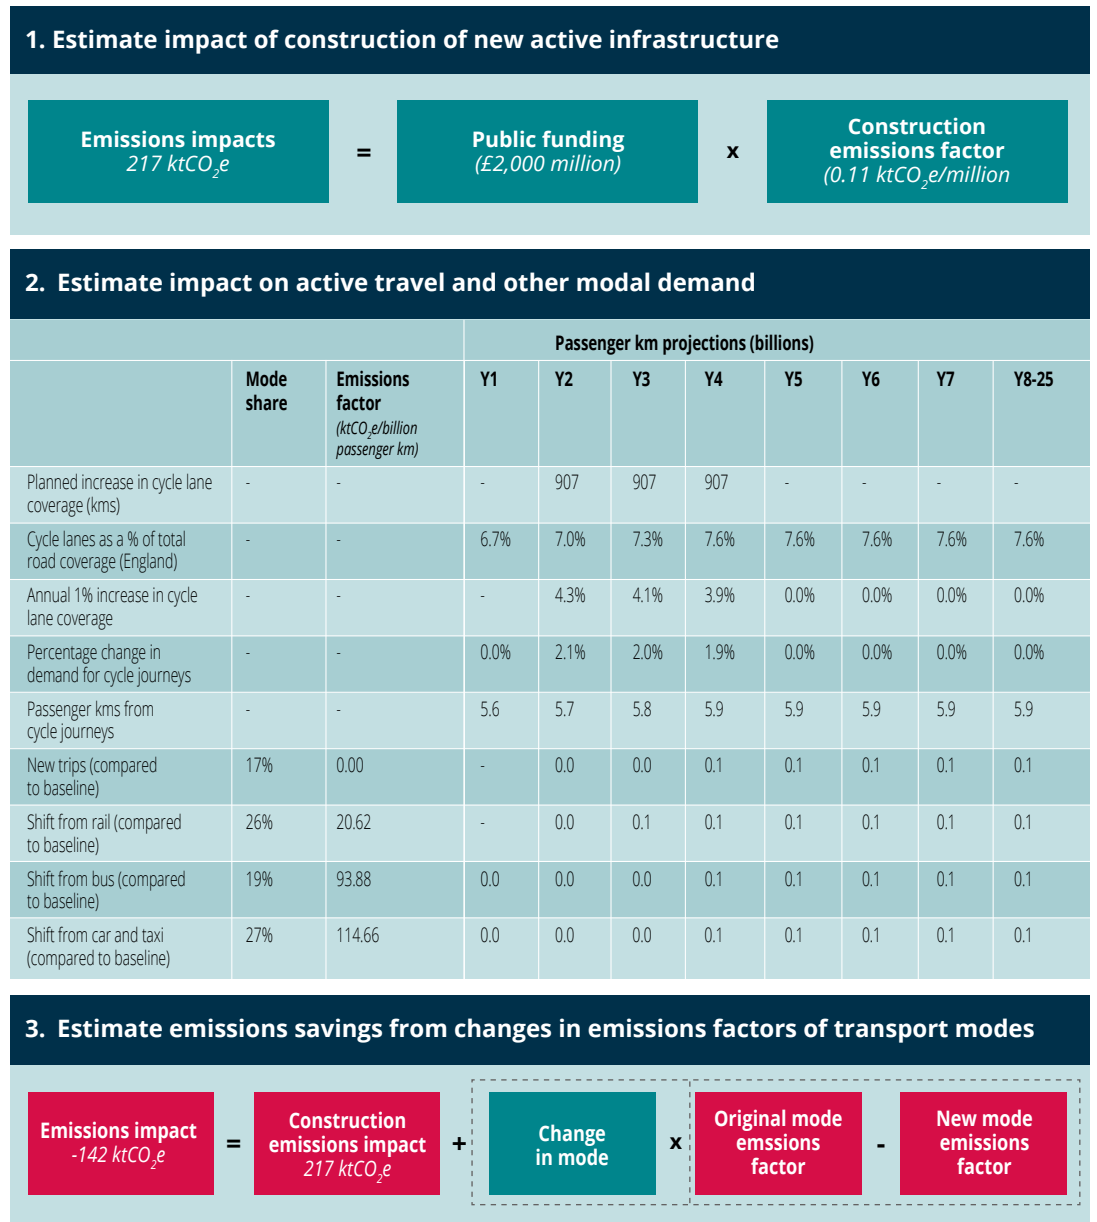 1. Estimate impact of construction of new active infrastructure
Emissions impacts
217 ktCO₂e
=
Public funding
(£2,000 million)
x
Construction
emissions factor
(0.11 ktCO₂e/million
2. Estimate impact on active travel and other modal demand
Passenger km projections (billions)
Mode share Emissions factor (ktCO₂e/billion passenger km) Y1 Y2 Y3 Y4 Y5 Y6 Y7 Y8-25
Planned increase in cycle lane coverage (kms) - - - 907 907 907 - - - -
Cycle lanes as a % of total road coverage (England) - - 6.7% 7.0% 7.3% 7.6% 7.6% 7.6% 7.6% 7.6%
Annual 1% increase in cycle lane coverage - - - 4.3% 4.1% 3.9% 0.0% 0.0% 0.0% 0.0%
Percentage change in demand for cycle journeys - - 0.0% 2.1% 2.0% 1.9% 0.0% 0.0% 0.0% 0.0%
Passenger kms from cycle journeys - - 5.6 5.7 5.8 5.9 5.9 5.9 5.9 5.9
New trips (compared to baseline) 17% 0.00 - 0.0 0.0 0.1 0.1 0.1 0.1 0.1
Shift from rail (compared to baseline) 26% 20.62 - 0.0 0.1 0.1 0.1 0.1 0.1 0.1
Shift from bus (compared to baseline) 19% 93.88 0.0 0.0 0.0 0.1 0.1 0.1 0.1 0.1
Shift from car and taxi (compared to baseline) 27% 114.66 0.0 0.0 0.0 0.1 0.1 0.1 0.1 0.1
3. Estimate emissions savings from changes in emissions factors of transport modes
Emissions impact
-142 ktCO₂e
=
Construction
emissions impact
217 ktCO₂e
+
Change
in mode
x
Original mode
emssions
factor
-
New mode
emissions
factor